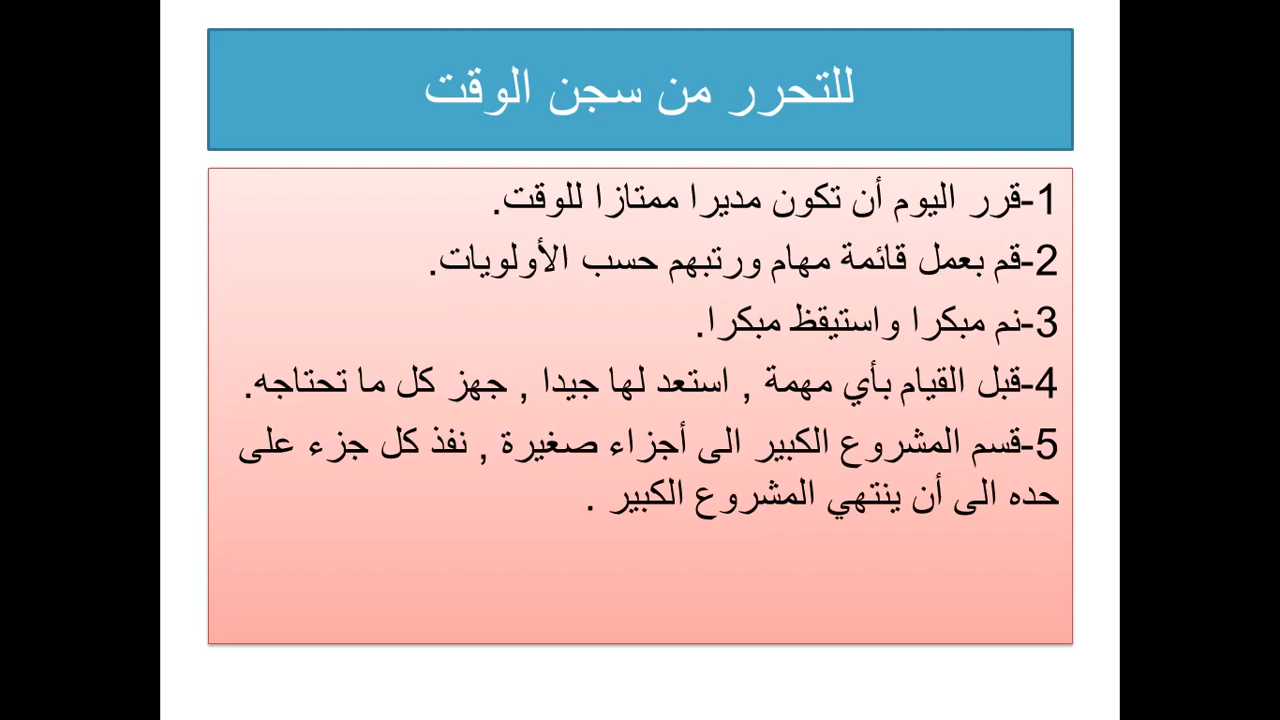 للتحرر من سجن الوقت
1-قرر اليوم أن تكون مديرا ممتازا للوقت.
2-قم بعمل قائمة مهام ورتبهم حسب الأولويات.
3-نم مبكرا واستيقظ مبكرا.
4-قبل القيام بأي مهمة , استعد لها جيدا , جهز كل ما تحتاجه.
5-قسم المشروع الكبير الى أجزاء صغيرة , نفذ كل جزء على
حده الى أن ينتهي المشروع الكبير .